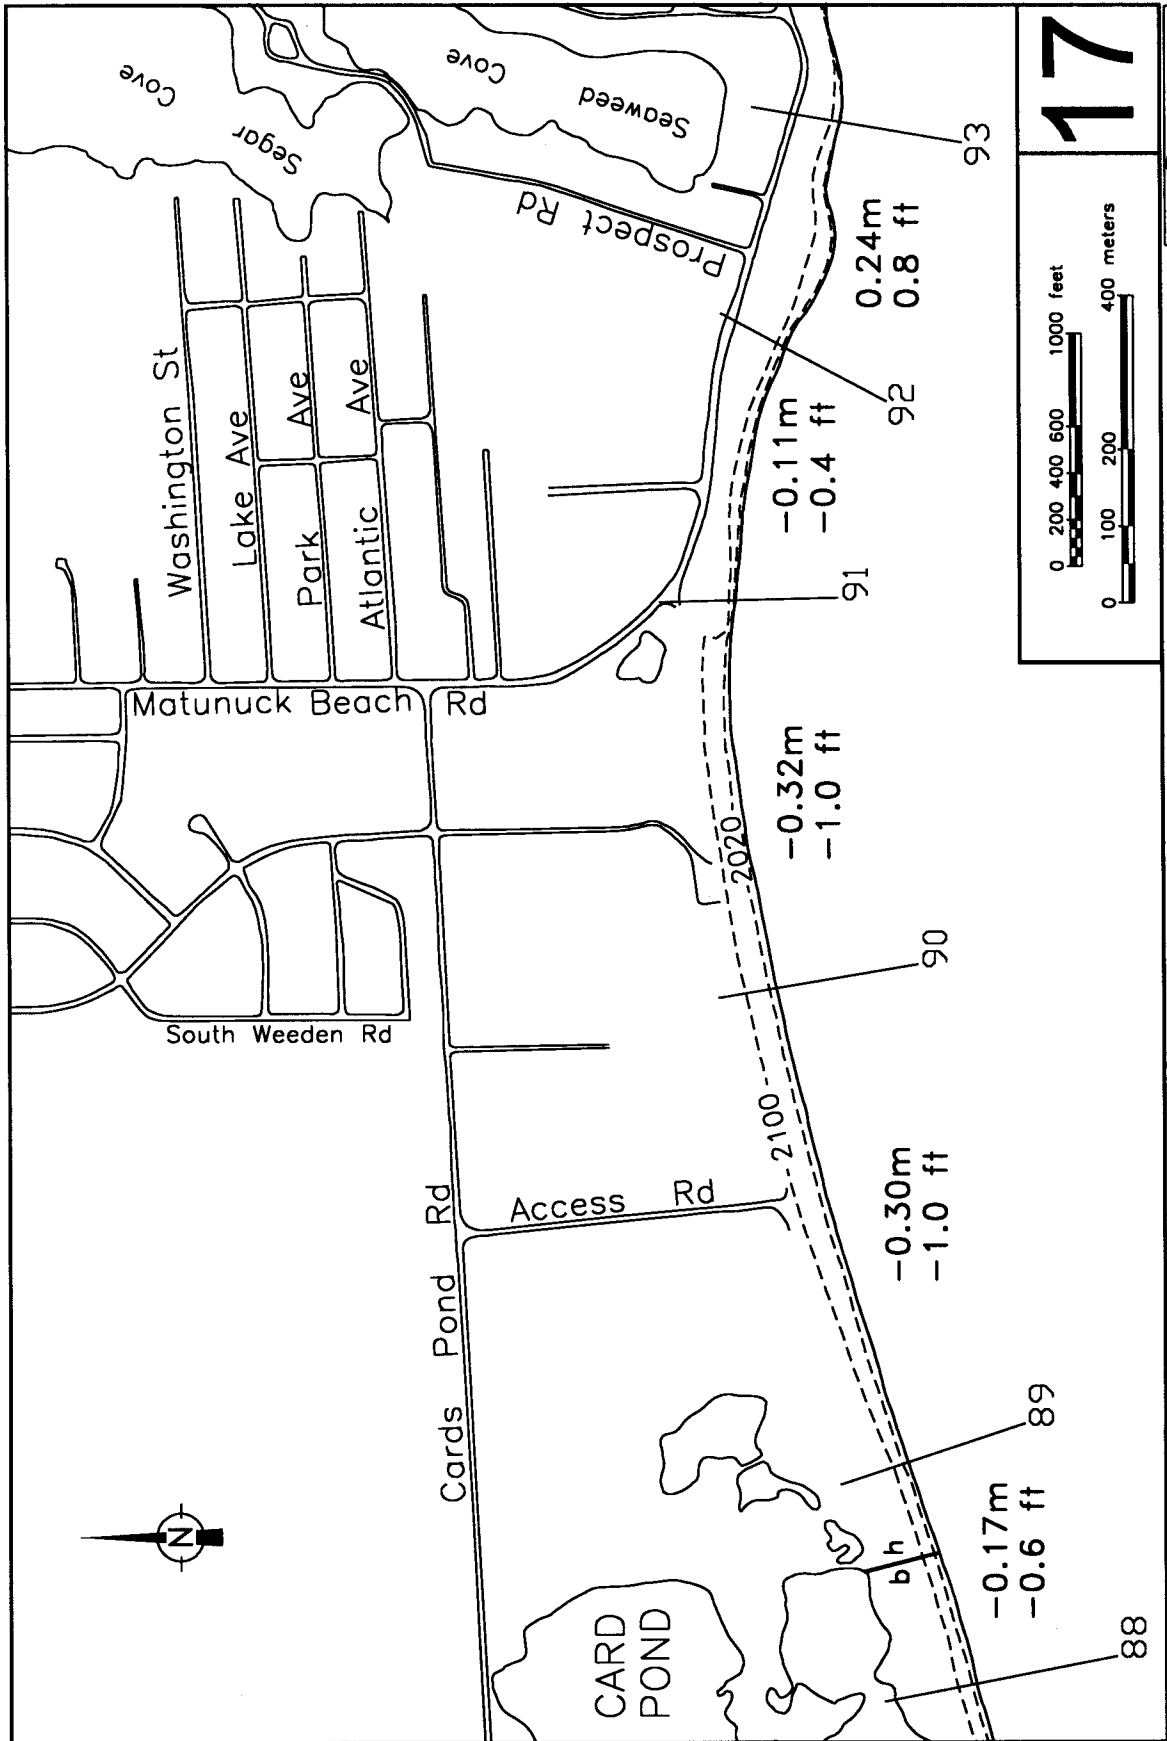 17
Cove
Segar
Cove
Seaweed
Prospect Rd
Washington St
Lake Ave
Park Ave
Atlantic Ave
Matunuck Beach Rd
South Weeden Rd
Cards Pond Rd
Access Rd
CARD
POND
N
b h
2020
2100
88
-0.17m
-0.6 ft
89
-0.30m
-1.0 ft
90
-0.32m
-1.0 ft
91
-0.11m
-0.4 ft
92
0.24m
0.8 ft
93
0 200 400 600 1000 feet
0 100 200 400 meters